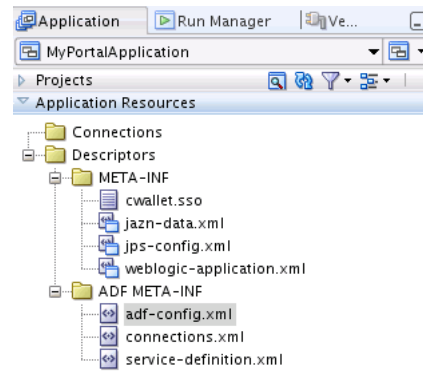 Application Run Manager Ve...
MyPortalApplication
Projects
Application Resources
Connections
Descriptors
META-INF
cwallet.sso
jazn-data.xml
jps-config.xml
weblogic-application.xml
ADF META-INF
adf-config.xml
connections.xml
service-definition.xml